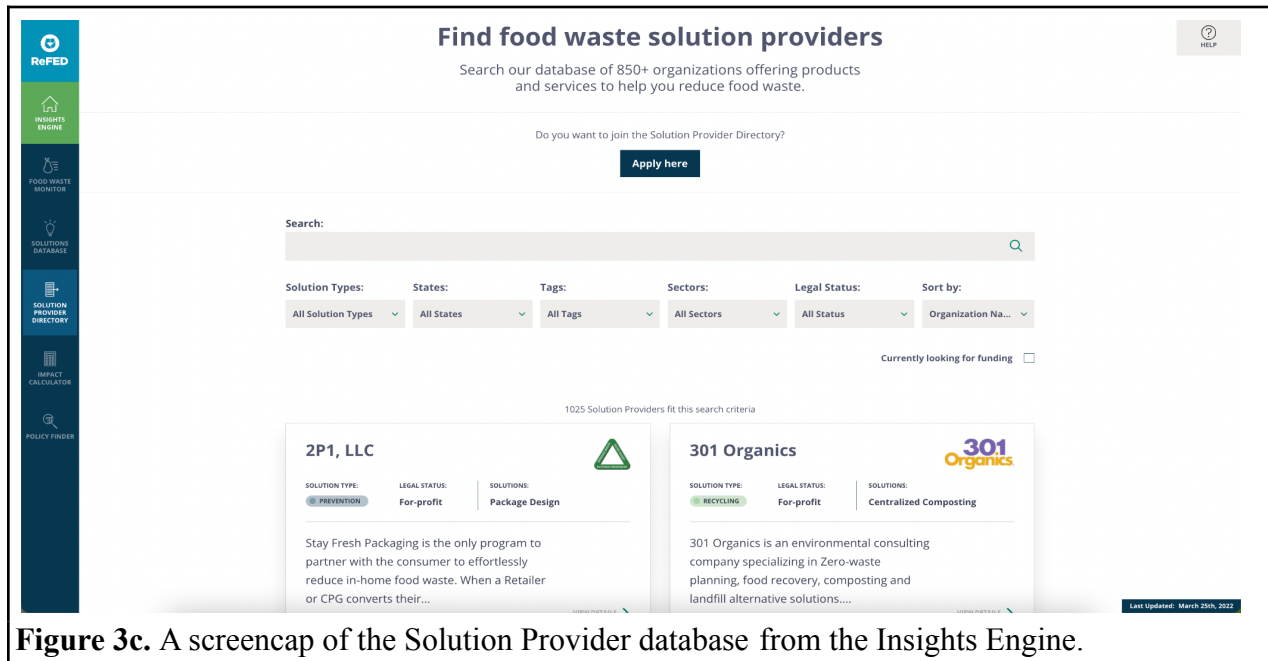 ReFED
INSIGHTS
ENGINE
FOOD WASTE
MONITOR
SOLUTIONS
DATABASE
SOLUTION
PROVIDER
DIRECTORY
IMPACT
CALCULATOR
POLICY FINDER
Find food waste solution providers
HELP
Search our database of 850+ organizations offering products
and services to help you reduce food waste.
Do you want to join the Solution Provider Directory?
Apply here
Search:
Solution Types: States: Tags: Sectors: Legal Status: Sort by:
All Solution Types All States All Tags All Sectors All Status Organization Na...
Currently looking for funding
1025 Solution Providers fit this search criteria
2P1, LLC
SOLUTION TYPE: LEGAL STATUS: SOLUTIONS:
PREVENTION For-profit Package Design
Stay Fresh Packaging is the only program to
partner with the consumer to effortlessly
reduce in-home food waste. When a Retailer
or CPG converts their...
VIEW DETAILS
301 Organics
301
Organics
SOLUTION TYPE: LEGAL STATUS: SOLUTIONS:
RECYCLING For-profit Centralized Composting
301 Organics is an environmental consulting
company specializing in Zero-waste
planning, food recovery, composting and
landfill alternative solutions....
VIEW DETAILS
Last Updated: March 25th, 2022
Figure 3c. A screencap of the Solution Provider database from the Insights Engine.